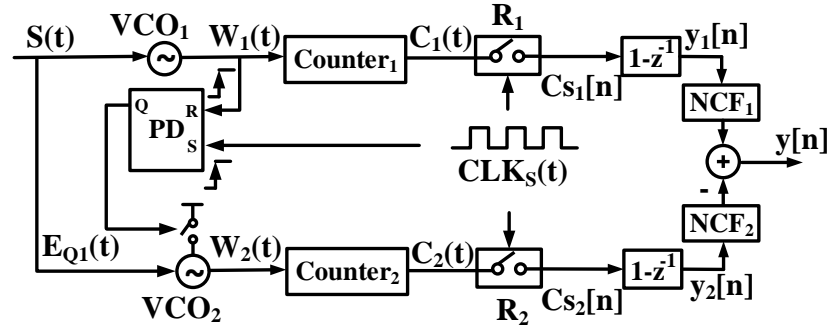 S(t)
VCO₁
W₁(t)
Counter₁
C₁(t)
R₁
Cs₁[n]
1-z⁻¹
y₁[n]
NCF₁
Q
PD
R
S
CLKS(t)
+
y[n]
-
NCF₂
E_Q1(t)
W₂(t)
VCO₂
Counter₂
C₂(t)
R₂
Cs₂[n]
1-z⁻¹
y₂[n]